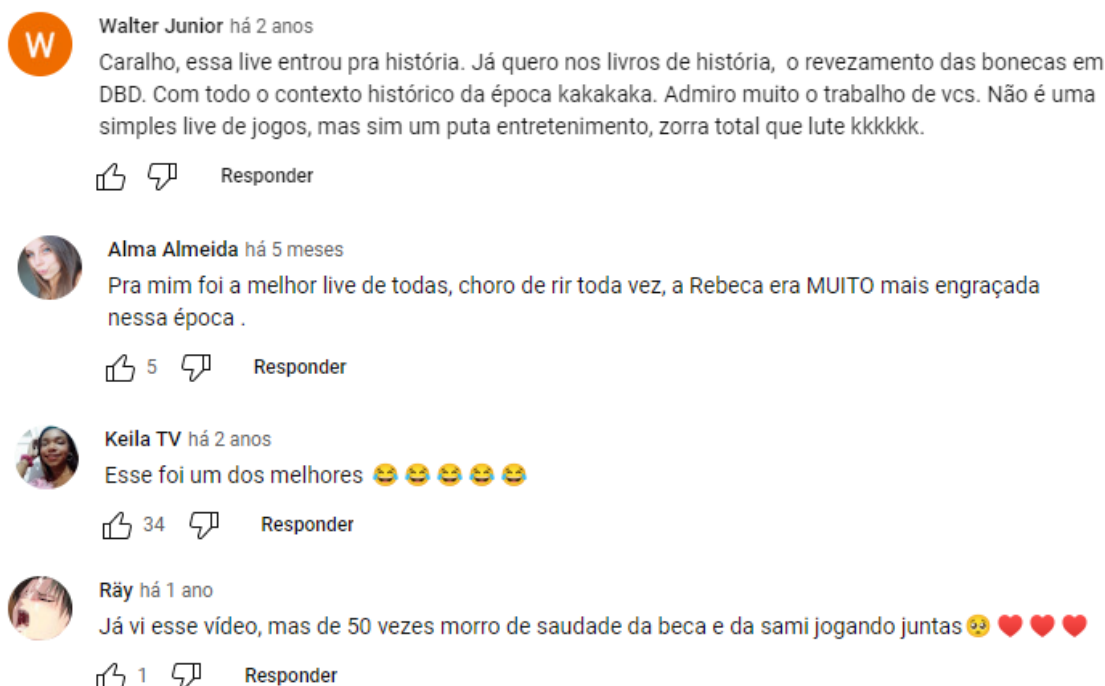 W
Walter Junior há 2 anos
Caralho, essa live entrou pra história. Já quero nos livros de história, o revezamento das bonecas em
DBD. Com todo o contexto histórico da época kakakaka. Admiro muito o trabalho de vcs. Não é uma
simples live de jogos, mas sim um puta entretenimento, zorra total que lute kkkkkk.
Responder
Alma Almeida há 5 meses
Pra mim foi a melhor live de todas, choro de rir toda vez, a Rebeca era MUITO mais engraçada
nessa época .
5 Responder
Keila TV há 2 anos
Esse foi um dos melhores 😂 😂 😂 😂 😂
34 Responder
Räy há 1 ano
Já vi esse vídeo, mas de 50 vezes morro de saudade da beca e da sami jogando juntas🥺 ❤️ ❤️ ❤️
1 Responder